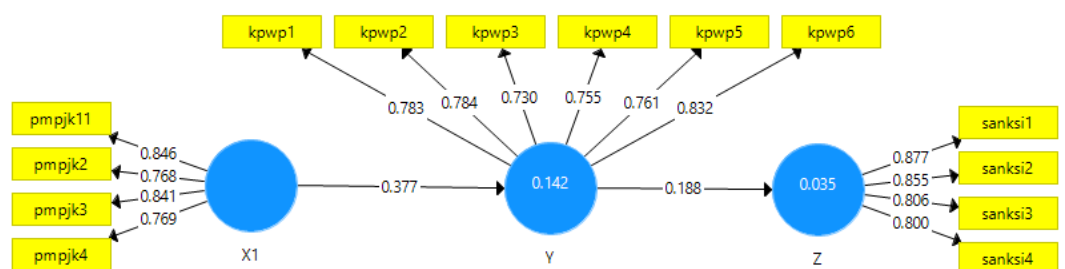 kpwp1 kpwp2 kpwp3 kpwp4 kpwp5 kpwp6
0.783 0.784 0.730 0.755 0.761 0.832
pmpjk11
pmpjk2
pmpjk3
pmpjk4
0.846
0.768
0.841
0.769
X1
0.377
0.142
Y
0.188
0.035
Z
0.877
0.855
0.806
0.800
sanksi1
sanksi2
sanksi3
sanksi4